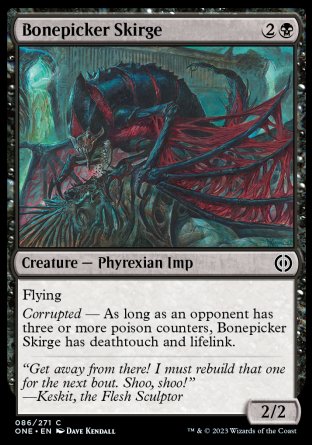 Bonepicker Skirge 2
Creature — Phyrexian Imp
Flying
Corrupted — As long as an opponent has
three or more poison counters, Bonepicker
Skirge has deathtouch and lifelink.
“Get away from there! I must rebuild that one
for the next bout. Shoo, shoo!”
—Keskit, the Flesh Sculptor
2/2
086/271 C
ONE • EN Dave Kendall
™ & © 2023 Wizards of the Coast